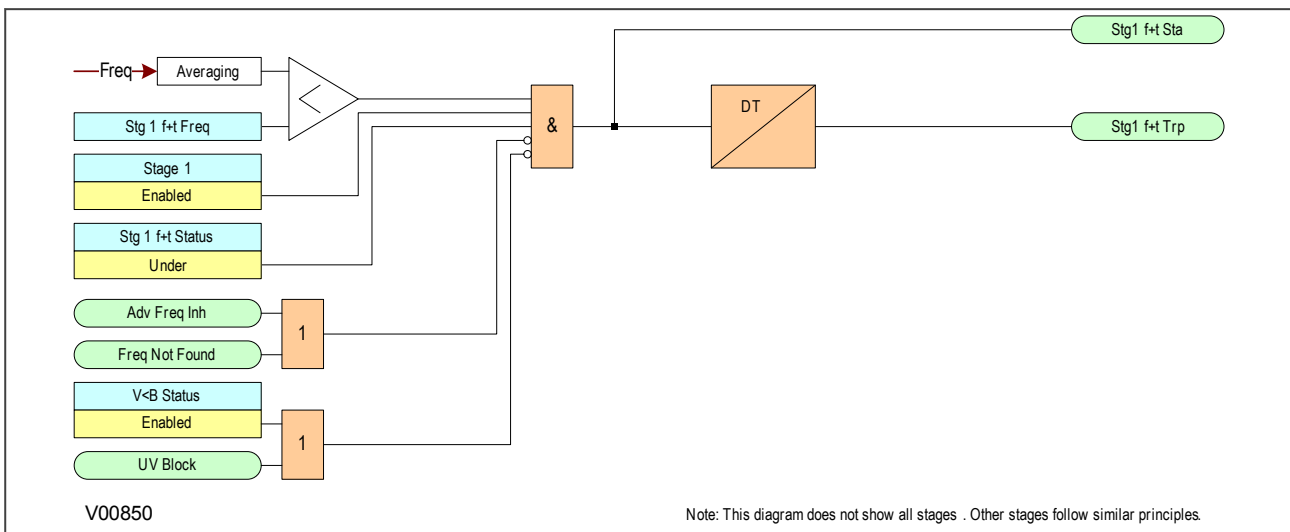 Stg1 f+t Sta
Freq
Averaging
Stg 1 f+t Freq
&
DT
Stg1 f+t Trp
Stage 1
Enabled
Stg 1 f+t Status
Under
Adv Freq Inh
1
Freq Not Found
V<B Status
Enabled
1
UV Block
V00850
Note: This diagram does not show all stages . Other stages follow similar principles.